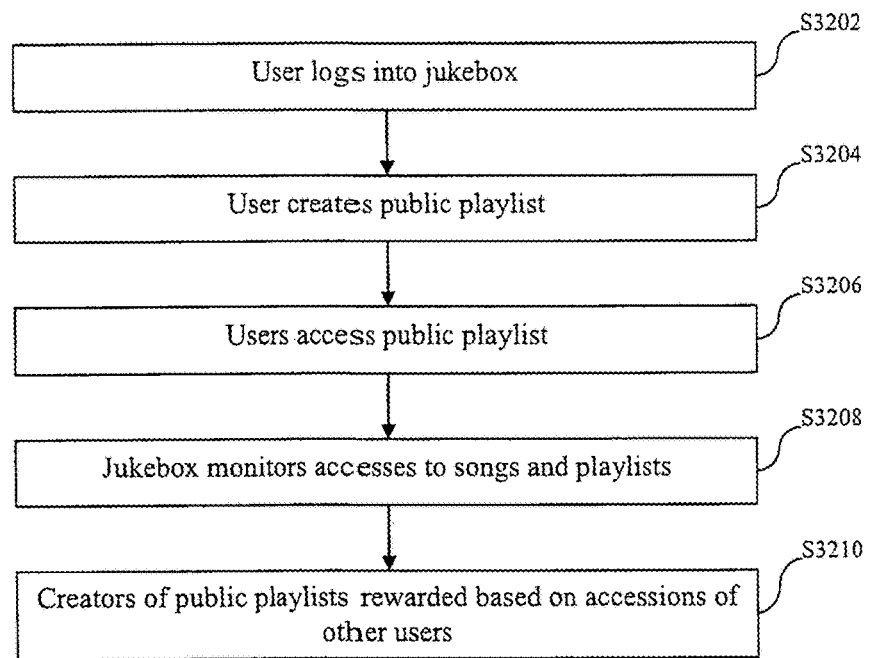 S3202
User logs into jukebox
S3204
User creates public playlist
S3206
Users access public playlist
S3208
Jukebox monitors accesses to songs and playlists
S3210
Creators of public playlists rewarded based on accessions of
other users